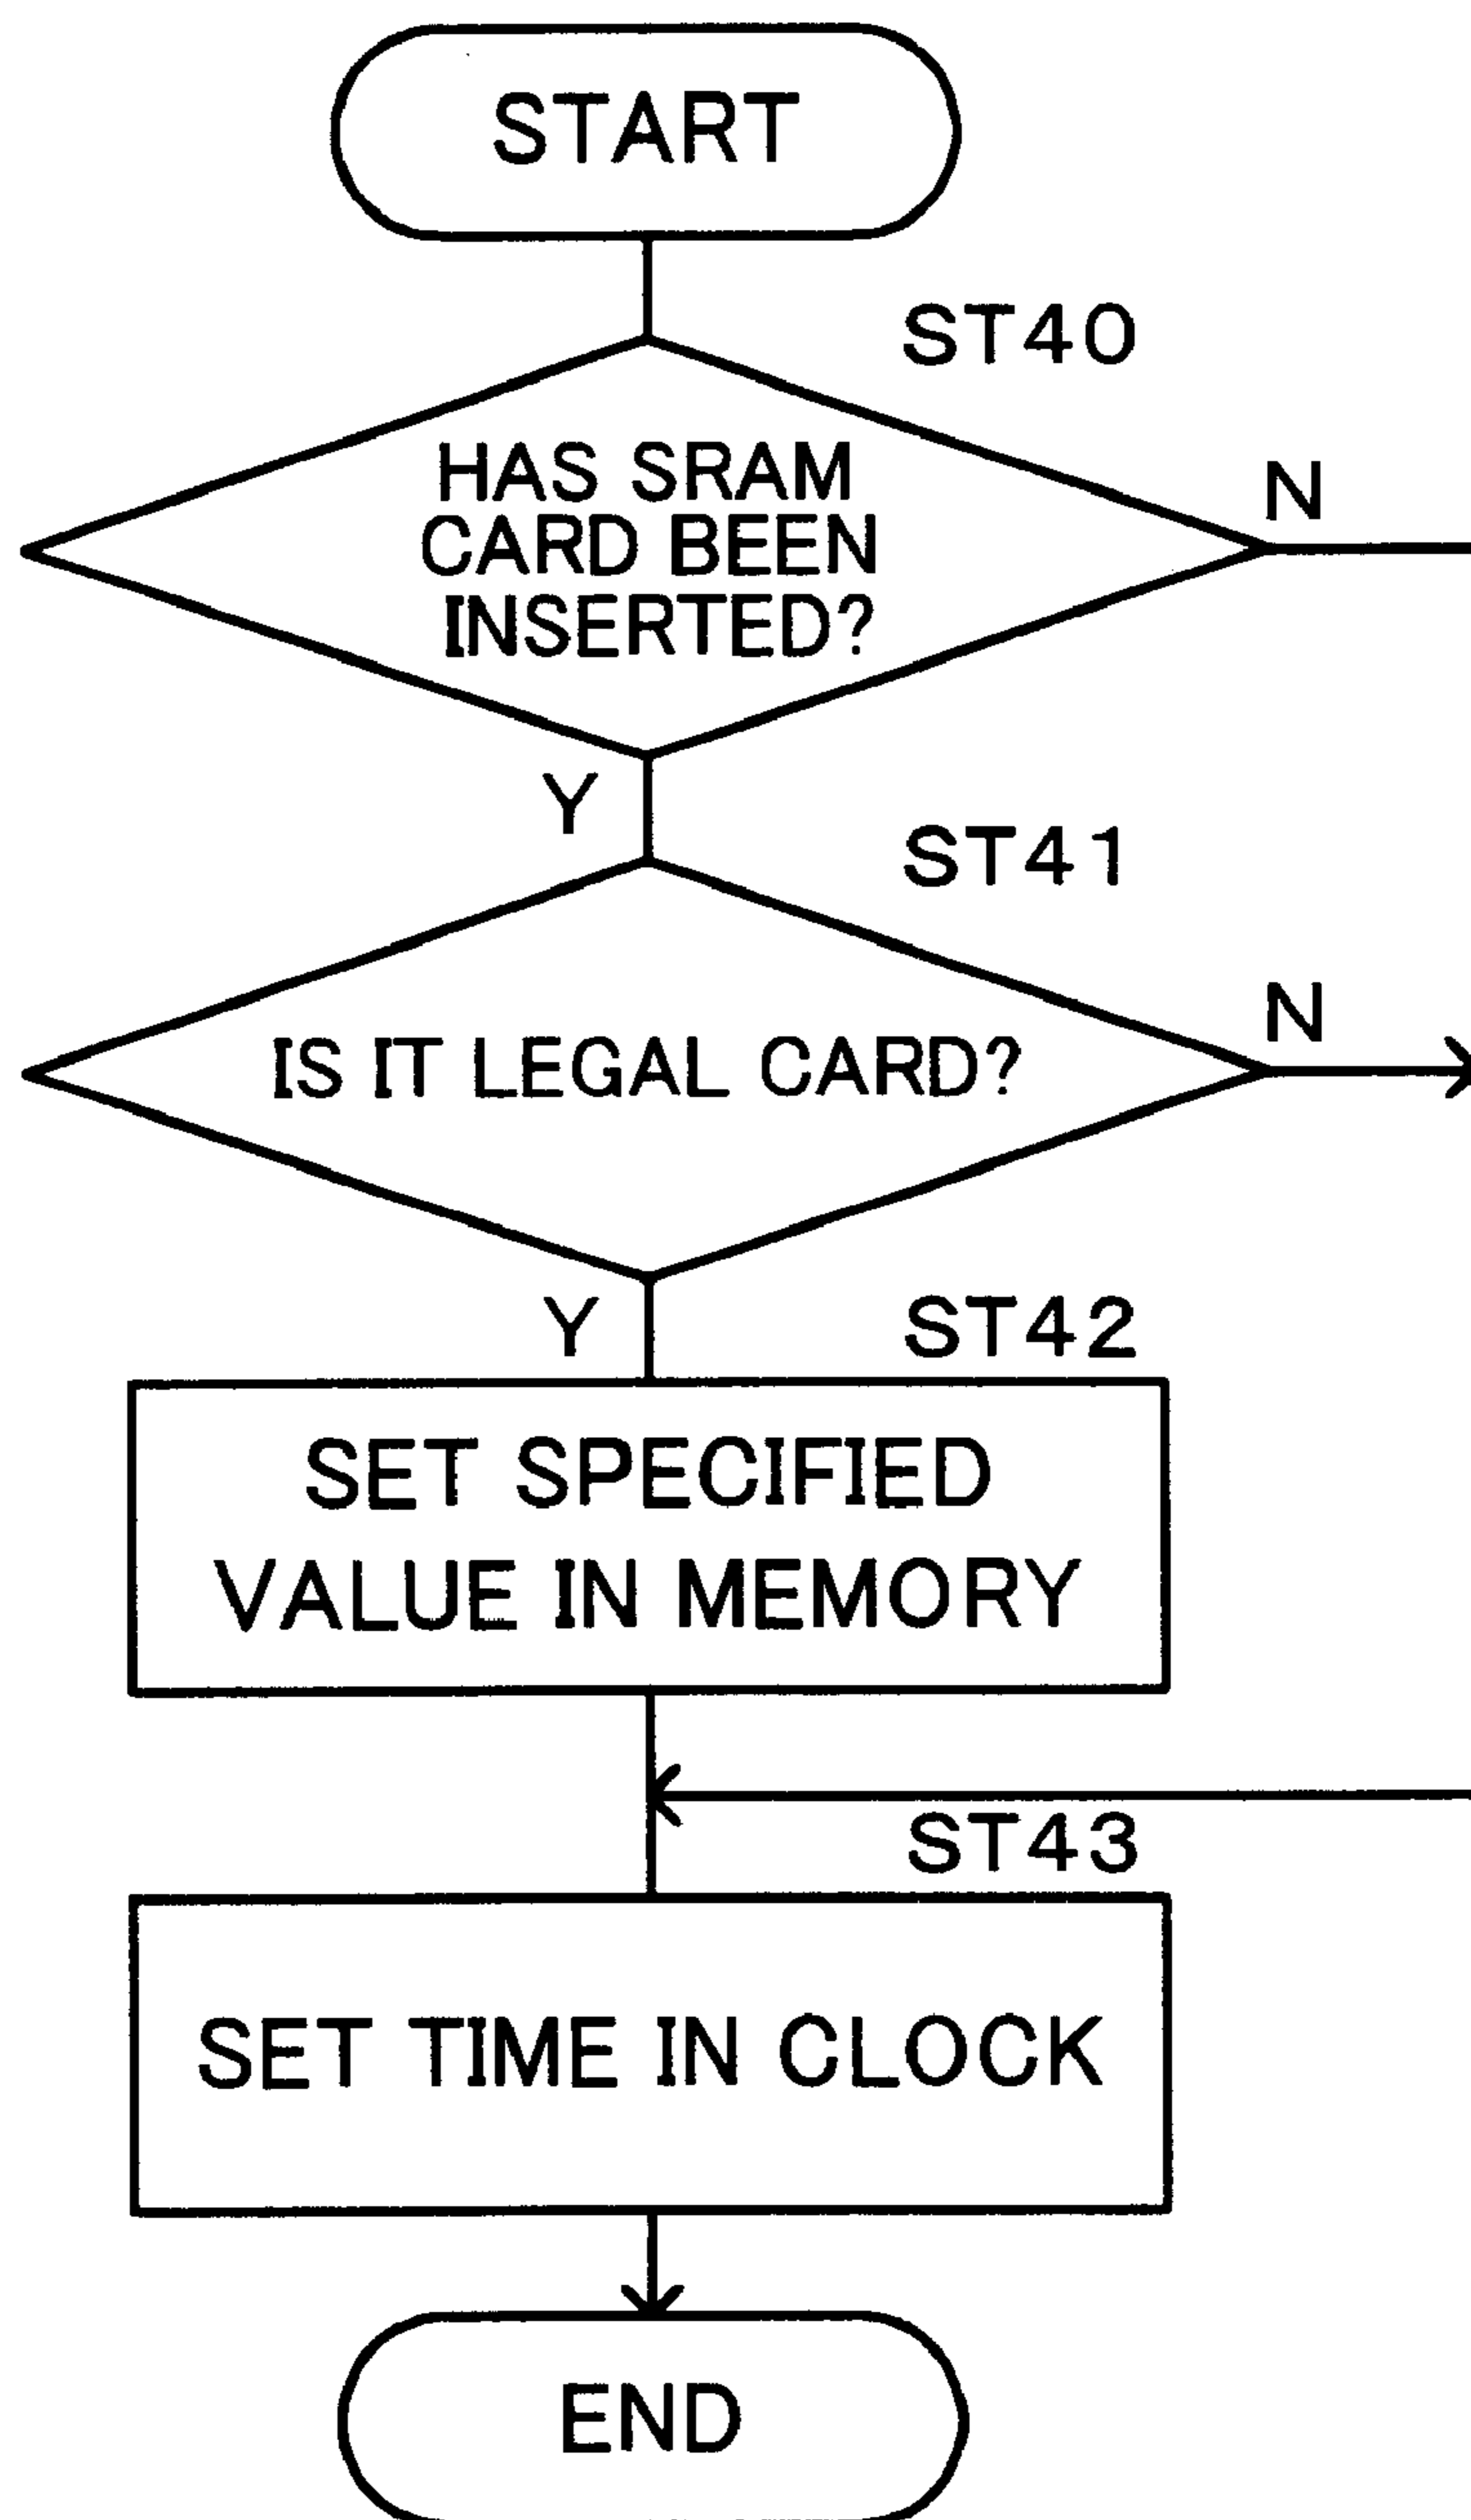 START
ST40
HAS SRAM
CARD BEEN
INSERTED?
N
Y
ST41
IS IT LEGAL CARD?
N
Y
ST42
SET SPECIFIED
VALUE IN MEMORY
ST43
SET TIME IN CLOCK
END